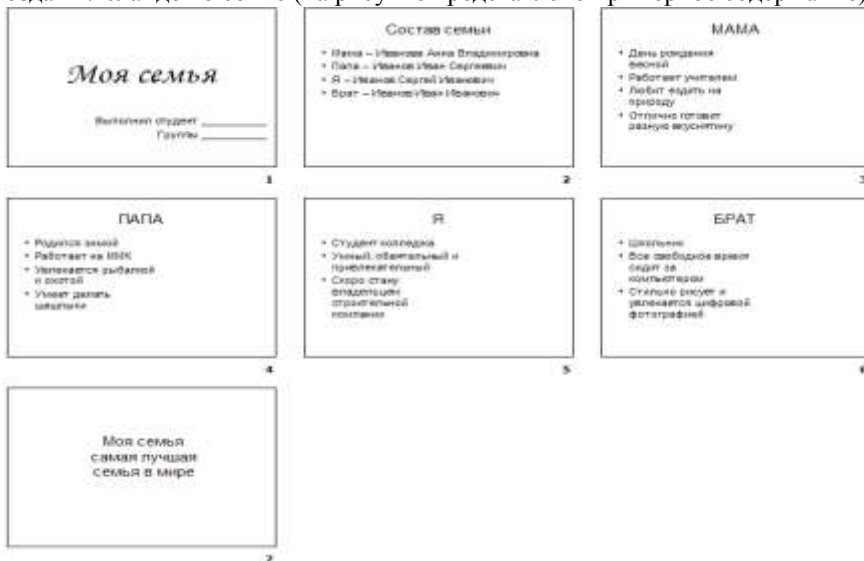 Моя семья
Выполнил студент
Группы
1
Состав семьи
• Мама – Иванова Анна Владимировна
• Папа – Иванов Иван Сергеевич
• Я – Иванов Сергей Иванович
• Брат – Иванов Иван Иванович
2
МАМА
• День рождения
весной
• Работает учителем
• Любит ездить на
природу
• Отлично готовит
разную вкуснятину
3
ПАПА
• Родился зимой
• Работает на ММК
• Увлекается рыбалкой
и охотой
• Умеет делать
шашлыки
4
Я
• Студент колледжа
• Умный, обаятельный и
привлекательный
• Скоро стану
владельцем
строительной
компании
5
БРАТ
• Школьник
• Все свободное время
сидит за
компьютером
• Стильно рисует и
увлекается цифровой
фотографией
6
Моя семья
самая лучшая
семья в мире
7